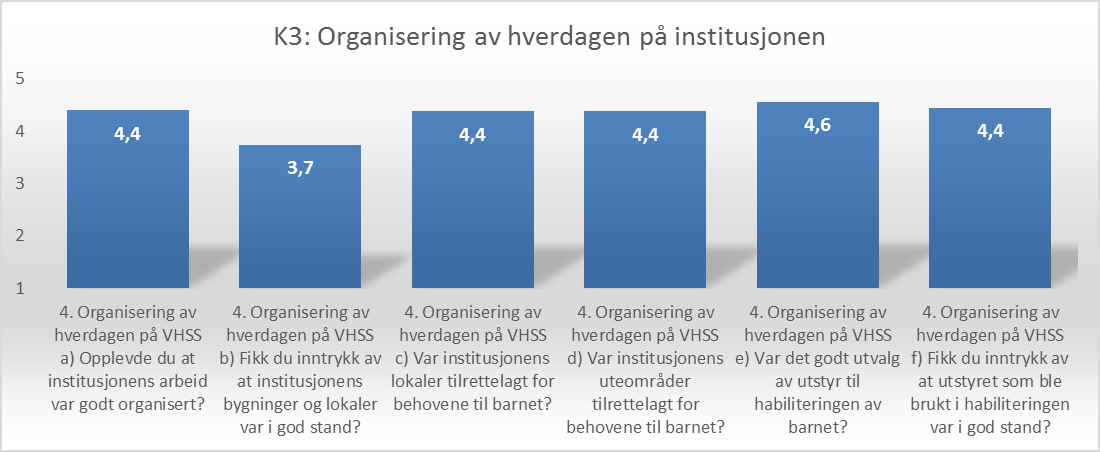 K3: Organisering av hverdagen på institusjonen
5
4
3
2
1
4,4
3,7
4,4
4,4
4,6
4,4
4. Organisering av
hverdagen på VHSS
a) Opplevde du at
institusjonens arbeid
var godt organisert?
4. Organisering av
hverdagen på VHSS
b) Fikk du inntrykk av
at institusjonens
bygninger og lokaler
var i god stand?
4. Organisering av
hverdagen på VHSS
c) Var institusjonens
lokaler tilrettelagt for
behovene til barnet?
4. Organisering av
hverdagen på VHSS
d) Var institusjonens
uteområder
tilrettelagt for
behovene til barnet?
4. Organisering av
hverdagen på VHSS
e) Var det godt utvalg
av utstyr til
habiliteringen av
barnet?
4. Organisering av
hverdagen på VHSS
f) Fikk du inntrykk av
at utstyret som ble
brukt i habiliteringen
var i god stand?